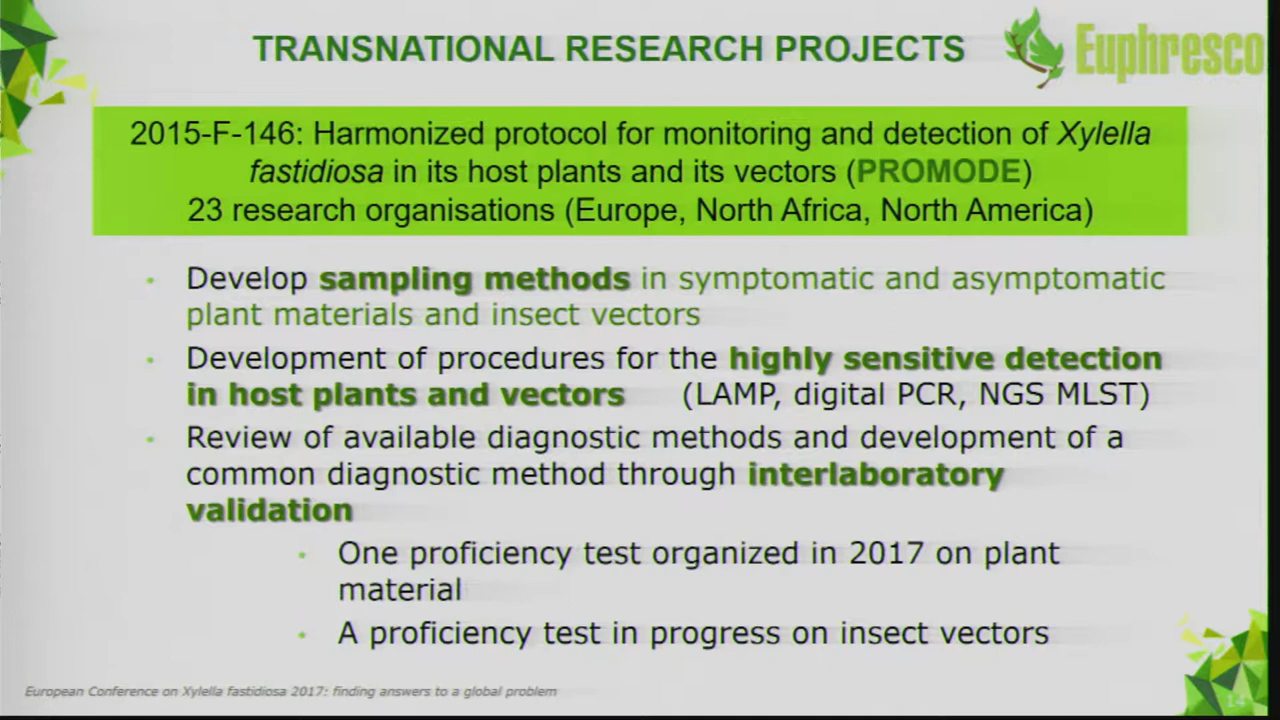 TRANSNATIONAL RESEARCH PROJECTS
Euphresco
2015-F-146: Harmonized protocol for monitoring and detection of Xylella
fastidiosa in its host plants and its vectors (PROMODE)
23 research organisations (Europe, North Africa, North America)
Develop sampling methods in symptomatic and asymptomatic
plant materials and insect vectors
Development of procedures for the highly sensitive detection
in host plants and vectors (LAMP, digital PCR, NGS MLST)
Review of available diagnostic methods and development of a
common diagnostic method through interlaboratory
validation
One proficiency test organized in 2017 on plant
material
A proficiency test in progress on insect vectors
European Conference on Xylella fastidiosa 2017: finding answers to a global problem
14